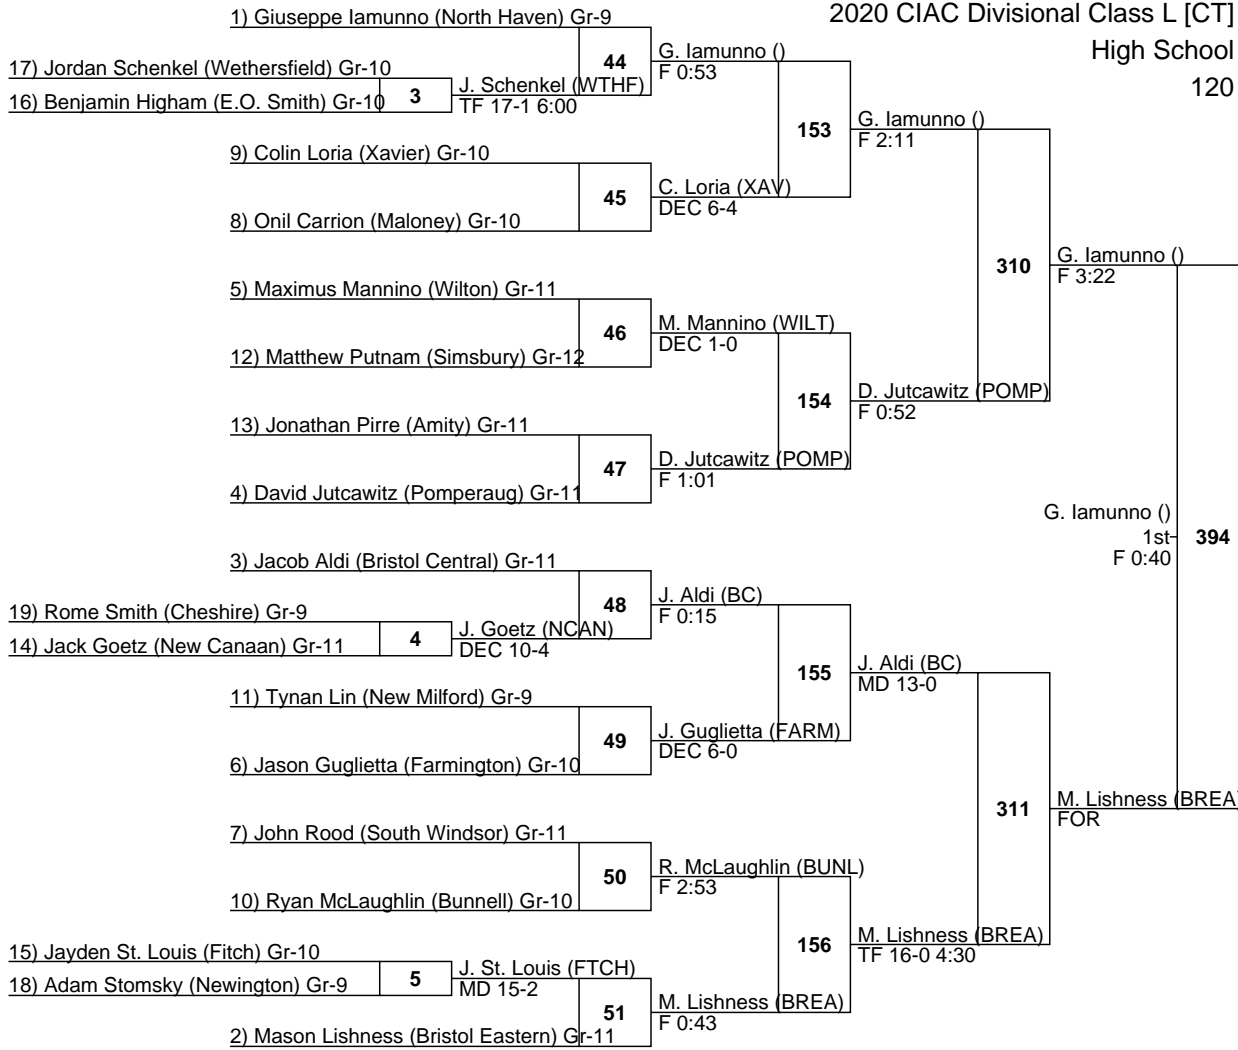 2020 CIAC Divisional Class L [CT]
High School
120
1) Giuseppe Iamunno (North Haven) Gr-9
44
G. Iamunno ()
F 0:53
17) Jordan Schenkel (Wethersfield) Gr-10
3
J. Schenkel (WTHF)
TF 17-1 6:00
16) Benjamin Higham (E.O. Smith) Gr-10
153
G. Iamunno ()
F 2:11
9) Colin Loria (Xavier) Gr-10
45
C. Loria (XAV)
DEC 6-4
8) Onil Carrion (Maloney) Gr-10
310
G. Iamunno ()
F 3:22
5) Maximus Mannino (Wilton) Gr-11
46
M. Mannino (WILT)
DEC 1-0
12) Matthew Putnam (Simsbury) Gr-12
154
D. Jutcawitz (POMP)
F 0:52
13) Jonathan Pirre (Amity) Gr-11
47
D. Jutcawitz (POMP)
F 1:01
4) David Jutcawitz (Pomperaug) Gr-11
G. Iamunno ()
1st
F 0:40
394
3) Jacob Aldi (Bristol Central) Gr-11
48
J. Aldi (BC)
F 0:15
19) Rome Smith (Cheshire) Gr-9
4
J. Goetz (NCAN)
DEC 10-4
14) Jack Goetz (New Canaan) Gr-11
155
J. Aldi (BC)
MD 13-0
11) Tynan Lin (New Milford) Gr-9
49
J. Guglietta (FARM)
DEC 6-0
6) Jason Guglietta (Farmington) Gr-10
311
M. Lishness (BREA)
FOR
7) John Rood (South Windsor) Gr-11
50
R. McLaughlin (BUNL)
F 2:53
10) Ryan McLaughlin (Bunnell) Gr-10
156
M. Lishness (BREA)
TF 16-0 4:30
15) Jayden St. Louis (Fitch) Gr-10
5
J. St. Louis (FTCH)
MD 15-2
18) Adam Stomsky (Newington) Gr-9
51
M. Lishness (BREA)
F 0:43
2) Mason Lishness (Bristol Eastern) Gr-11